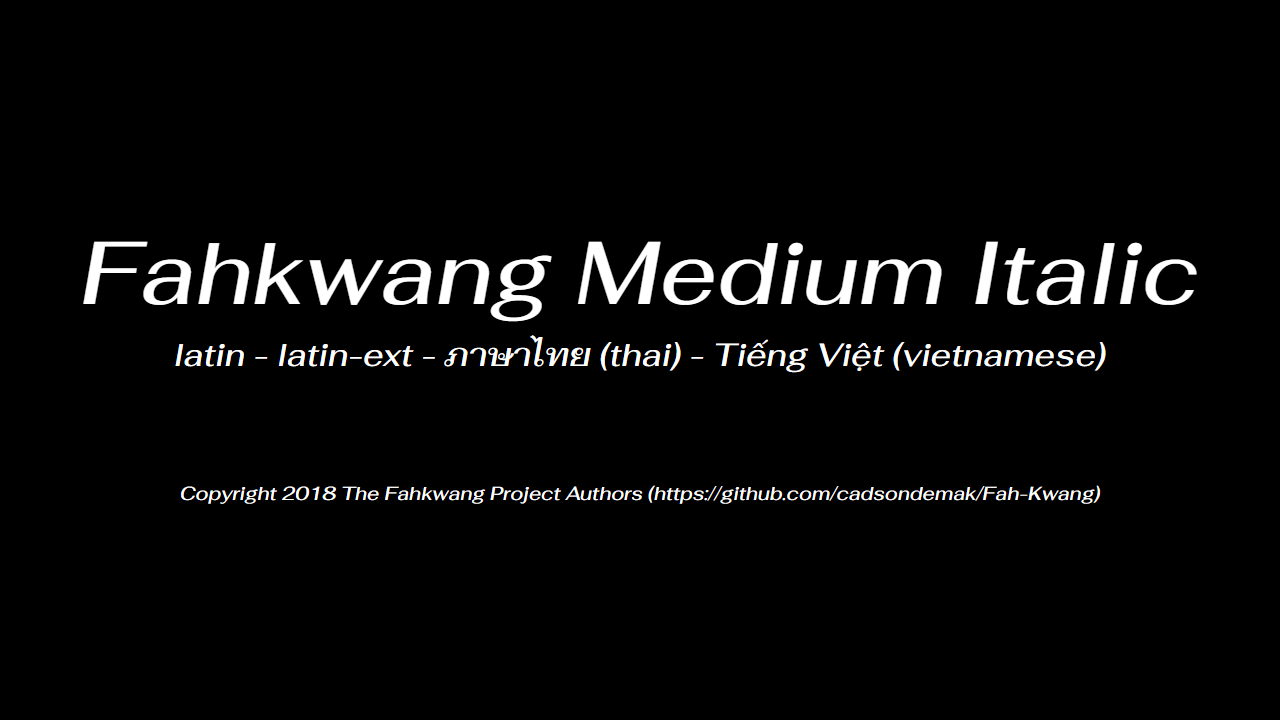 Fahkwang Medium Italic
latin - latin-ext - ภาษาไทย (thai) - Tiếng Việt (vietnamese)
Copyright 2018 The Fahkwang Project Authors (https://github.com/cadsondemak/Fah-Kwang)